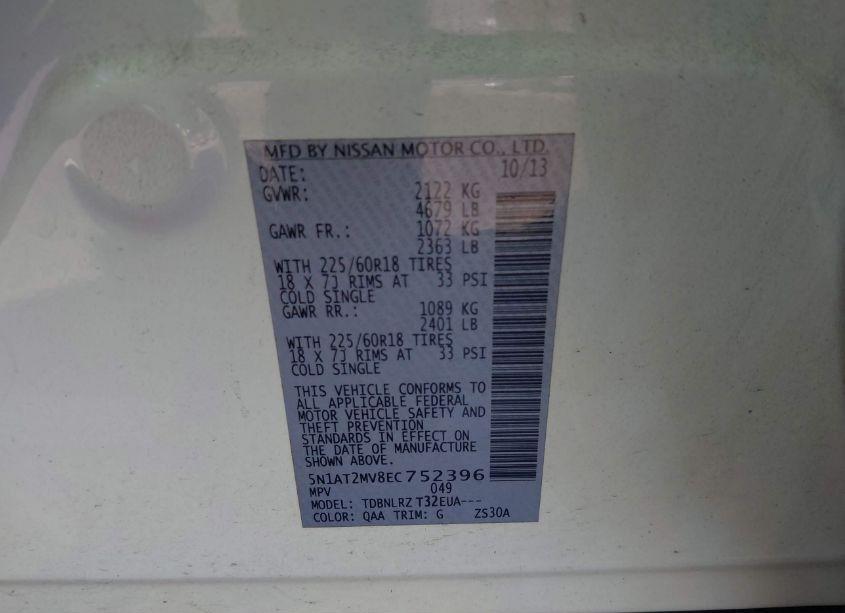 MFD BY NISSAN MOTOR CO., LTD.
DATE: 10/13
GVWR: 2122 KG
4679 LB
GAWR FR.: 1072 KG
2363 LB
WITH 225/60R18 TIRES
18 X 7J RIMS AT 33 PSI
COLD SINGLE
GAWR RR.: 1089 KG
2401 LB
WITH 225/60R18 TIRES
18 X 7J RIMS AT 33 PSI
COLD SINGLE
THIS VEHICLE CONFORMS TO
ALL APPLICABLE FEDERAL
MOTOR VEHICLE SAFETY AND
THEFT PREVENTION
STANDARDS IN EFFECT ON
THE DATE OF MANUFACTURE
SHOWN ABOVE.
5N1AT2MV8EC752396
MPV 049
MODEL: TDBNLRZ T32EUA---
COLOR: QAA TRIM: G ZS30A